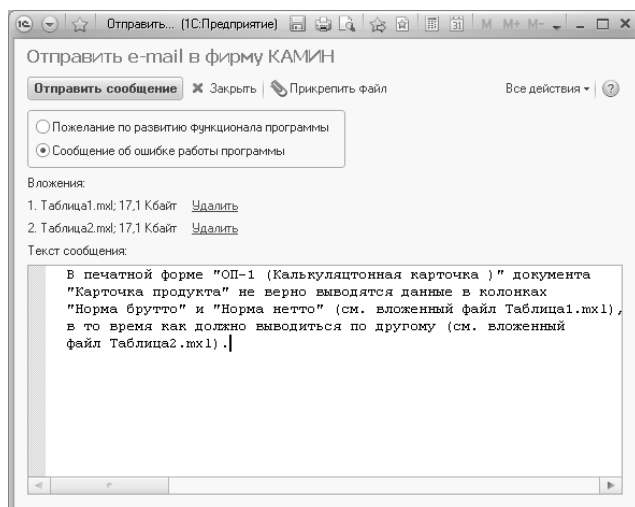 Отправить... (1С:Предприятие) M M+ M-
Отправить e-mail в фирму КАМИН
Отправить сообщение Закрыть Прикрепить файл Все действия ?
Пожелание по развитию функционала программы
Сообщение об ошибке работы программы
Вложения:
1. Таблица1.mxl; 17,1 Кбайт Удалить
2. Таблица2.mxl; 17,1 Кбайт Удалить
Текст сообщения:
В печатной форме "ОП-1 (Калькуляцтонная карточка )" документа
"Карточка продукта" не верно выводятся данные в колонках
"Норма брутто" и "Норма нетто" (см. вложенный файл Таблица1.mxl),
в то время как должно выводиться по другому (см. вложенный
файл Таблица2.mxl).